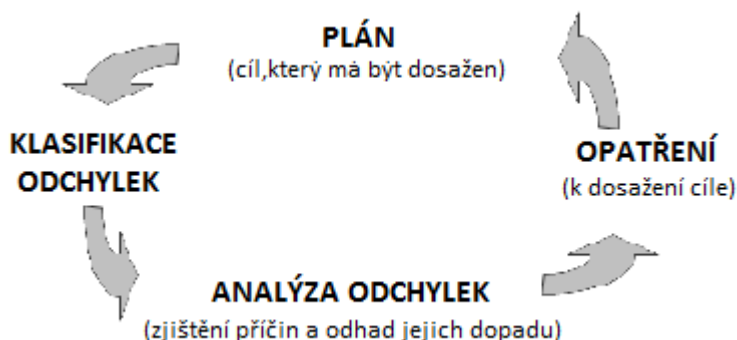 PLÁN
(cíl,který má být dosažen)
KLASIFIKACE
ODCHYLEK
OPATŘENÍ
(k dosažení cíle)
ANALÝZA ODCHYLEK
(zjištění příčin a odhad jejich dopadu)